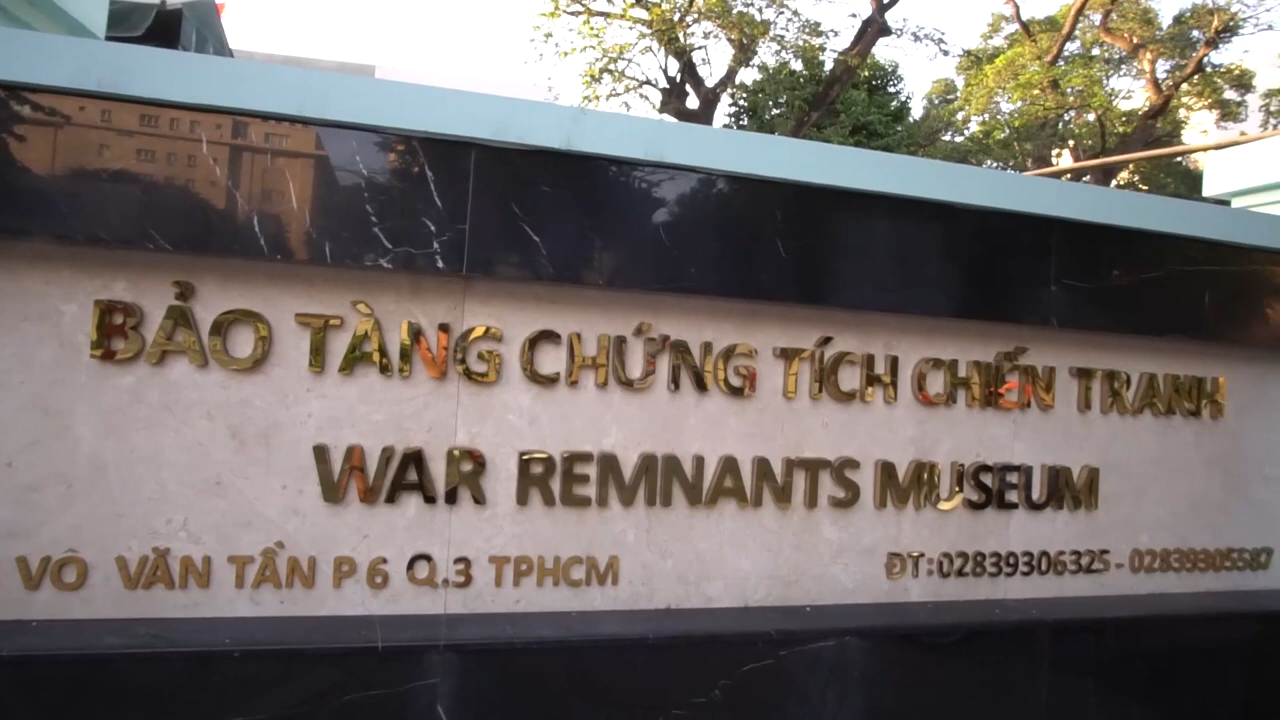 BẢO TÀNG CHỨNG TÍCH CHIẾN TRANH
WAR REMNANTS MUSEUM
VÕ VĂN TẦN P 6 Q.3 TPHCM ĐT:02839306325 - 02839305587